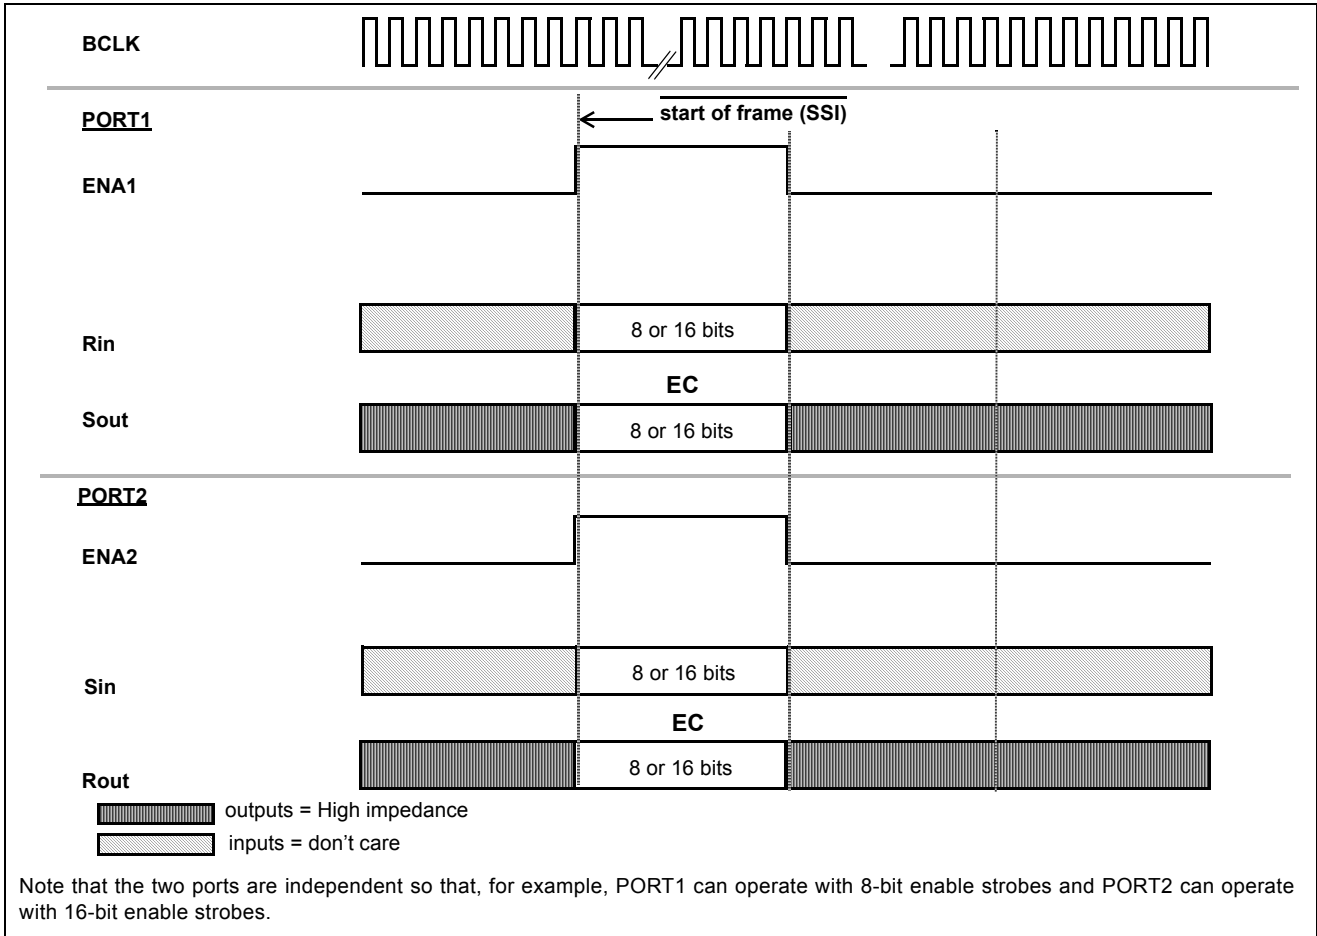 BCLK
PORT1
start of frame (SSI)
ENA1
Rin
8 or 16 bits
EC
Sout
8 or 16 bits
PORT2
ENA2
Sin
8 or 16 bits
EC
Rout
8 or 16 bits
outputs = High impedance
inputs = don’t care
Note that the two ports are independent so that, for example, PORT1 can operate with 8-bit enable strobes and PORT2 can operate
with 16-bit enable strobes.